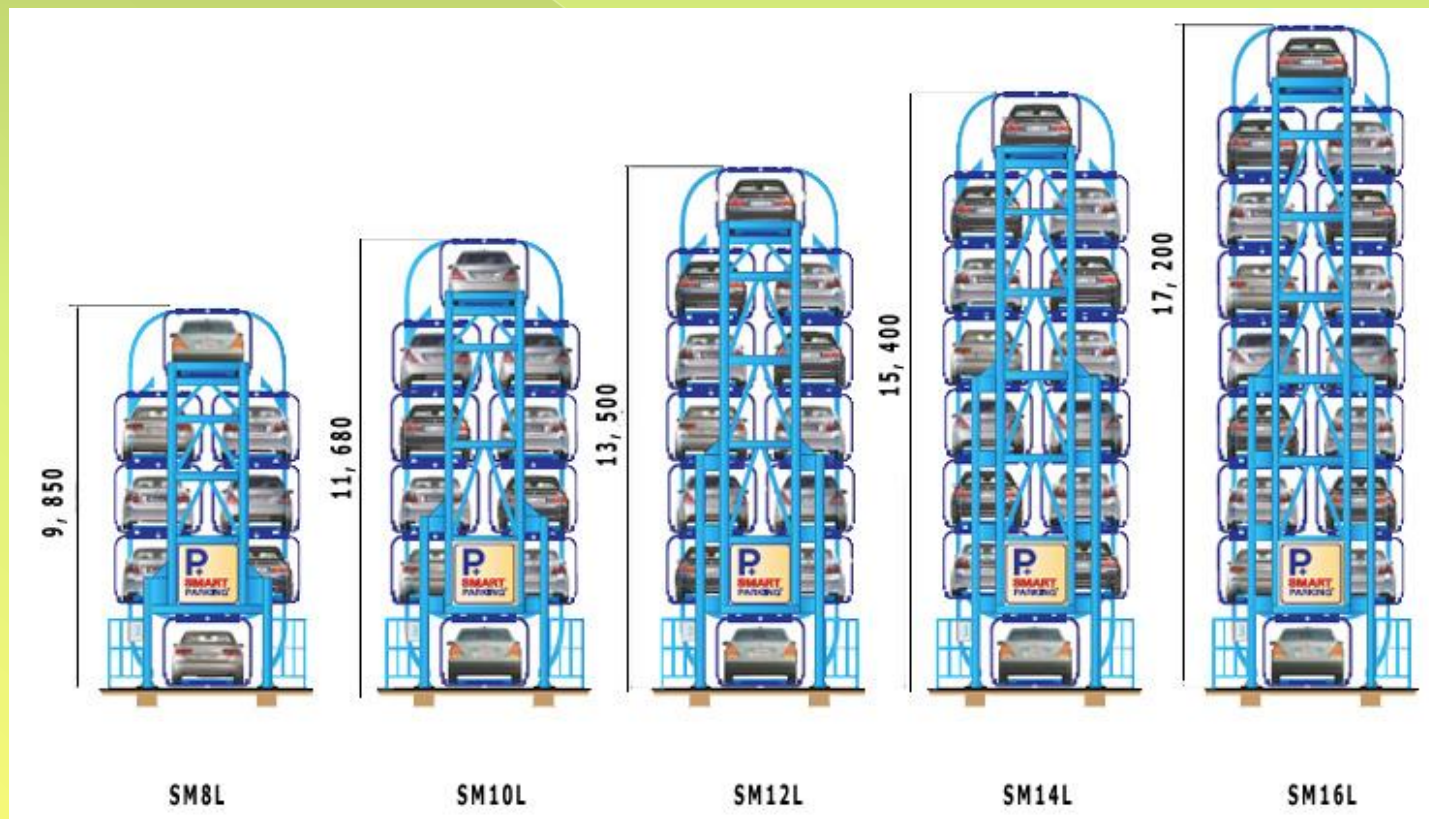 9, 850
11, 680
13, 500
15, 400
17, 200
P+
SMART
PARKING
P+
SMART
PARKING
P+
SMART
PARKING
P+
SMART
PARKING
P+
SMART
PARKING
SM8L
SM10L
SM12L
SM14L
SM16L